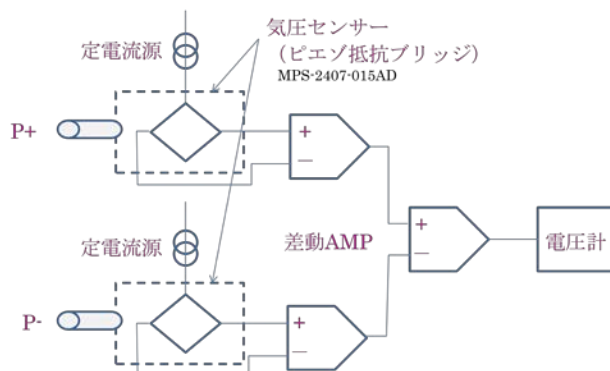 気圧センサー
定電流源
(ピエゾ抵抗ブリッジ)
MPS-2407-015AD
P+
+
−
+
定電流源
差動AMP
電圧計
−
P-
+
−